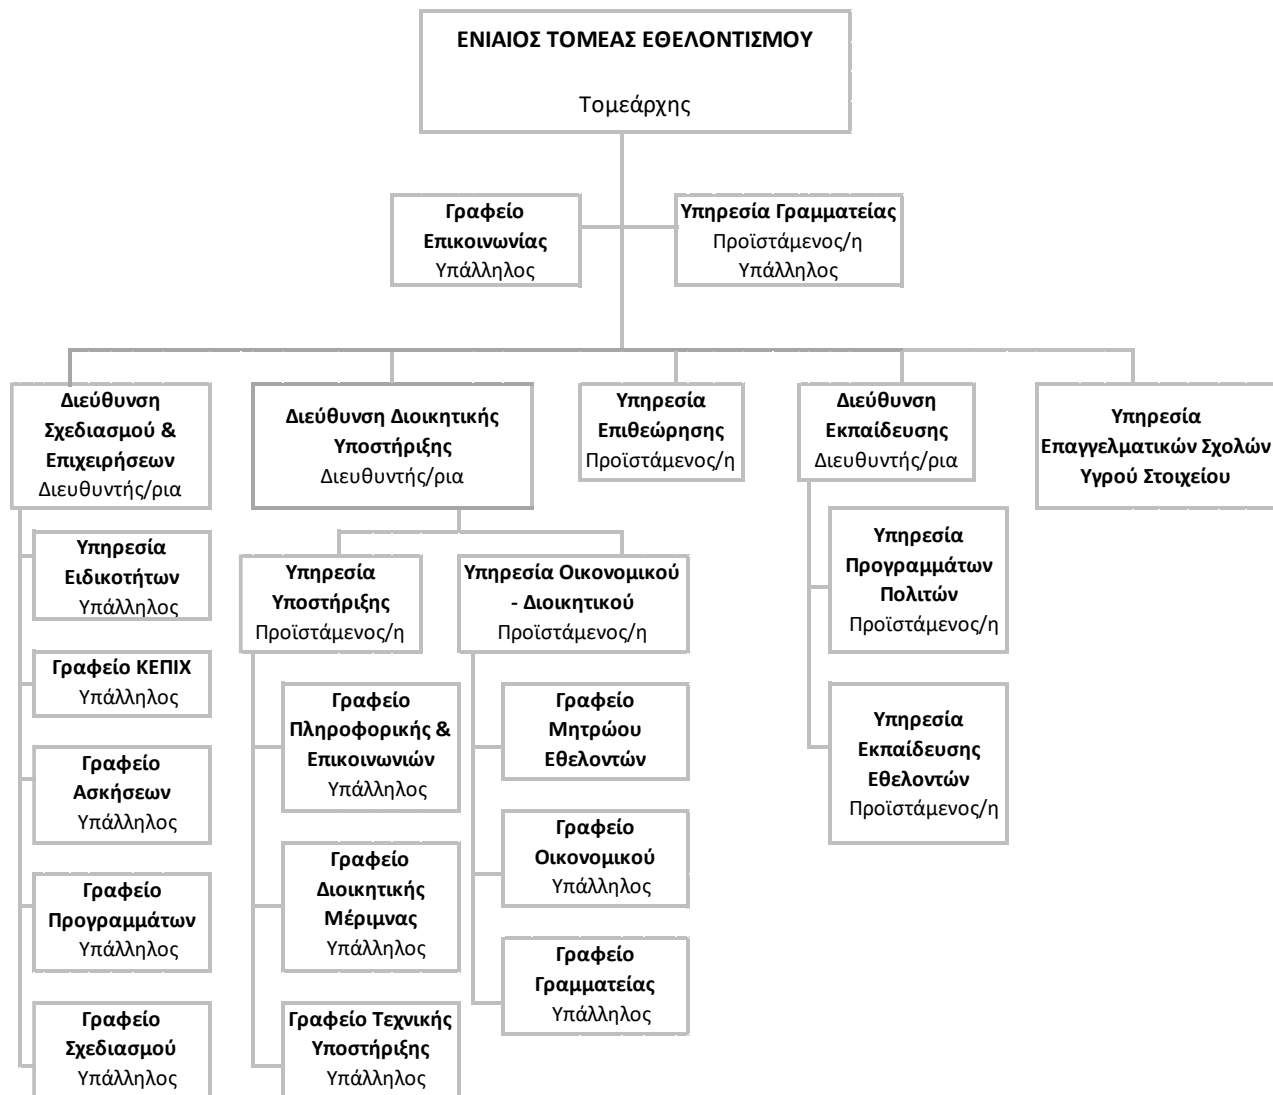 ΕΝΙΑΙΟΣ ΤΟΜΕΑΣ ΕΘΕΛΟΝΤΙΣΜΟΥ
Τομεάρχης
Γραφείο
Επικοινωνίας
Υπάλληλος
Υπηρεσία Γραμματείας
Προϊστάμενος/η
Υπάλληλος
Διεύθυνση
Σχεδιασμού &
Επιχειρήσεων
Διευθυντής/ρια
Υπηρεσία
Ειδικοτήτων
Υπάλληλος
Γραφείο ΚΕΠΙΧ
Υπάλληλος
Γραφείο
Ασκήσεων
Υπάλληλος
Γραφείο
Προγραμμάτων
Υπάλληλος
Γραφείο
Σχεδιασμού
Υπάλληλος
Διεύθυνση Διοικητικής
Υποστήριξης
Διευθυντής/ρια
Υπηρεσία
Υποστήριξης
Προϊστάμενος/η
Γραφείο
Πληροφορικής &
Επικοινωνιών
Υπάλληλος
Γραφείο
Διοικητικής
Μέριμνας
Υπάλληλος
Γραφείο Τεχνικής
Υποστήριξης
Υπάλληλος
Υπηρεσία Οικονομικού
- Διοικητικού
Προϊστάμενος/η
Γραφείο
Μητρώου
Εθελοντών
Γραφείο
Οικονομικού
Υπάλληλος
Γραφείο
Γραμματείας
Υπάλληλος
Υπηρεσία
Επιθεώρησης
Προϊστάμενος/η
Διεύθυνση
Εκπαίδευσης
Διευθυντής/ρια
Υπηρεσία
Προγραμμάτων
Πολιτών
Προϊστάμενος/η
Υπηρεσία
Εκπαίδευσης
Εθελοντών
Προϊστάμενος/η
Υπηρεσία
Επαγγελματικών Σχολών
Υγρού Στοιχείου